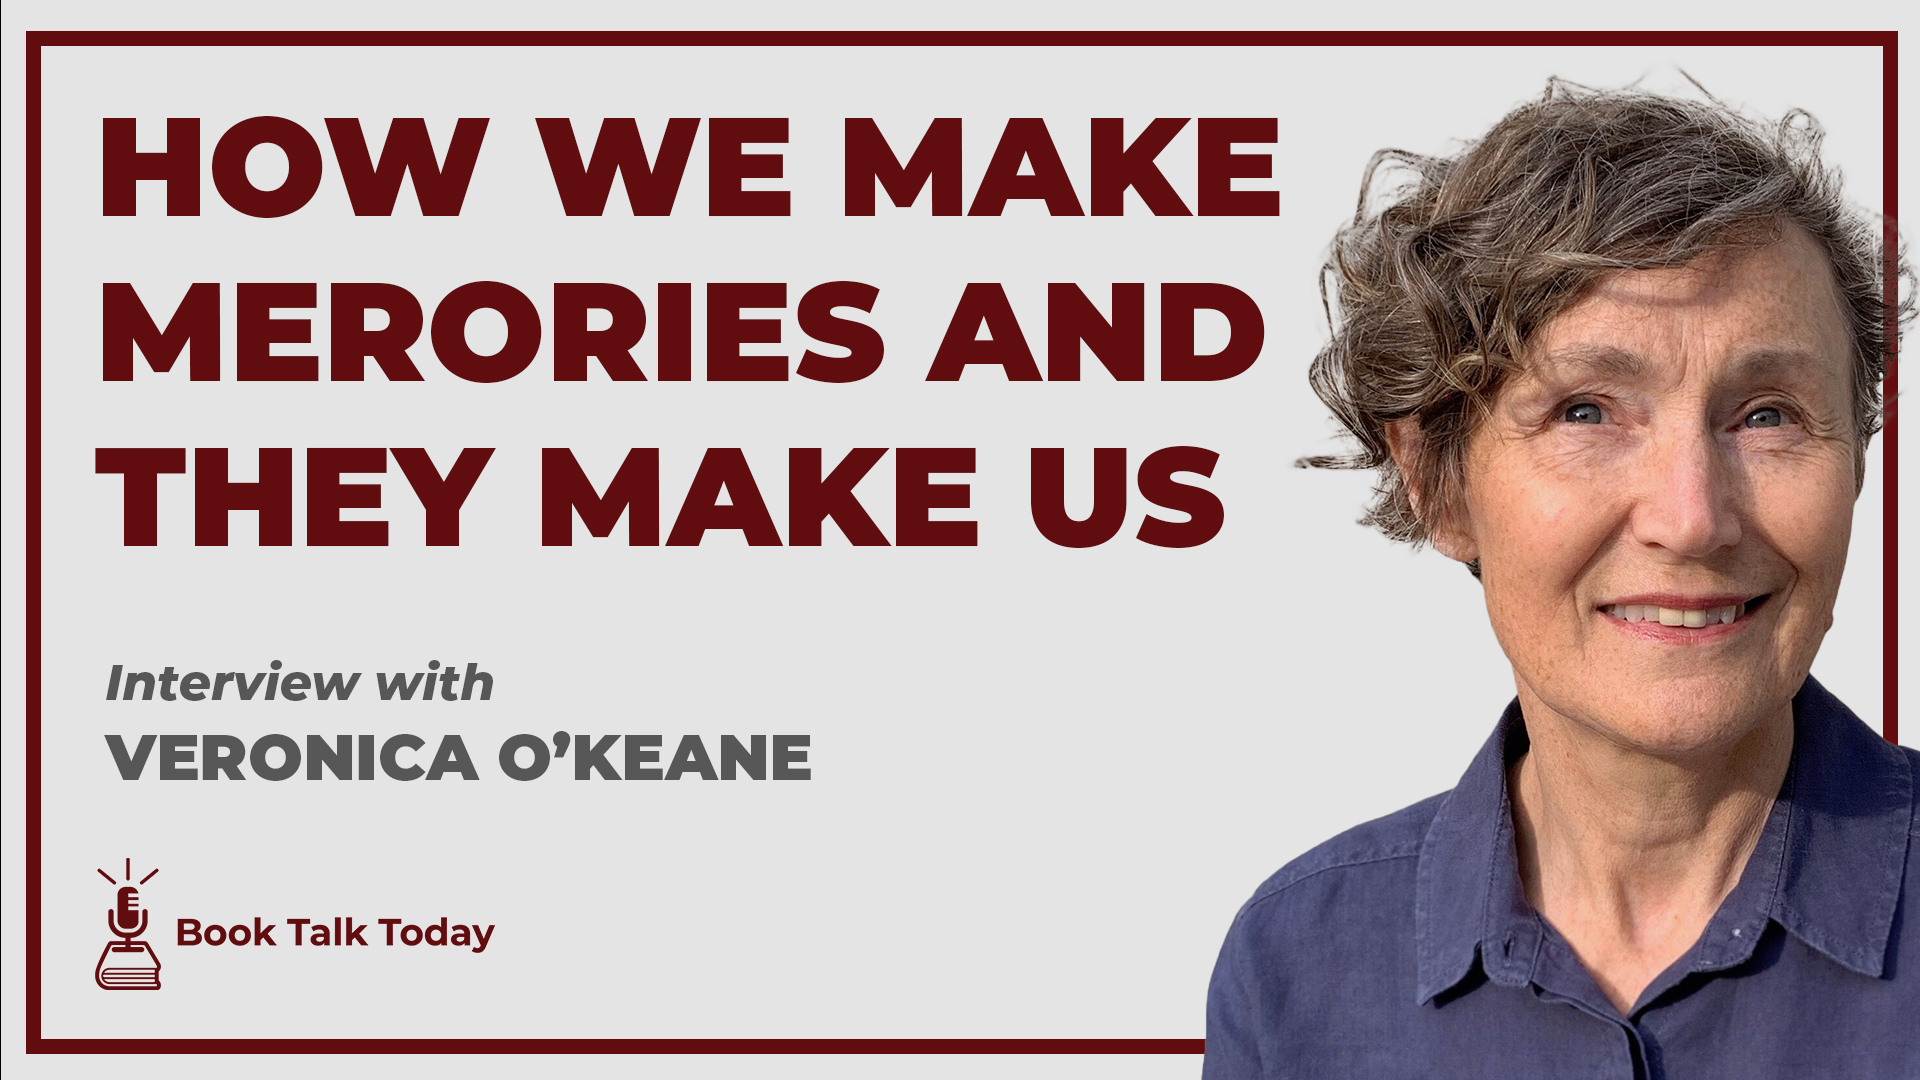 HOW WE MAKE
MERORIES AND
THEY MAKE US
Interview with
VERONICA O’KEANE
Book Talk Today